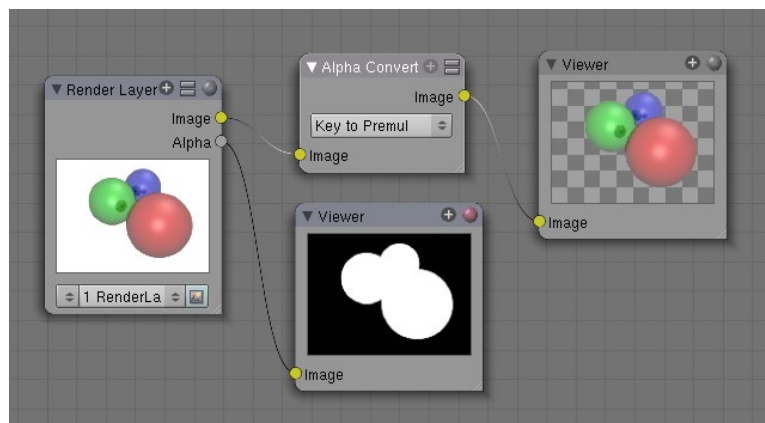 Render Layer
Image
Alpha
1 RenderLa
Alpha Convert
Image
Key to Premul
Image
Viewer
Image
Viewer
Image